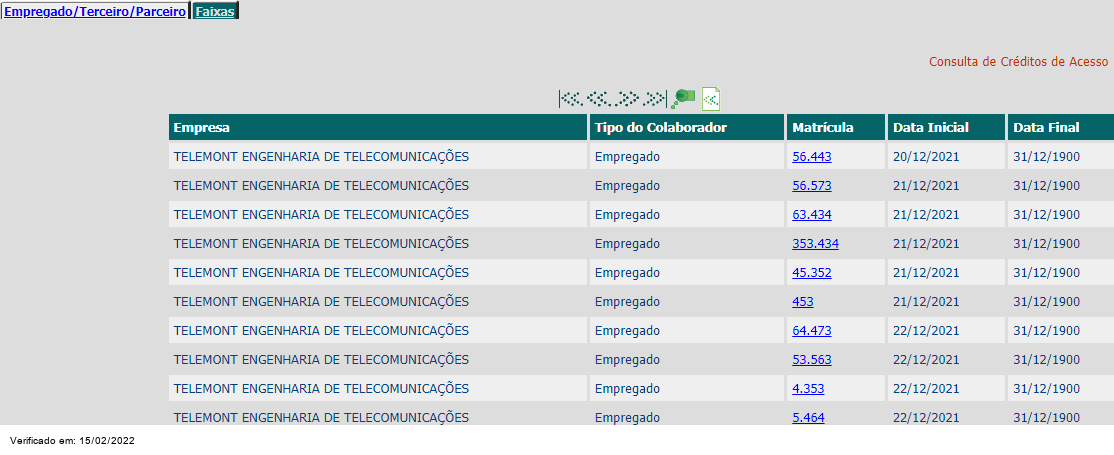 Empregado/Terceiro/Parceiro Faixas
Consulta de Créditos de Acesso
Empresa Tipo do Colaborador Matrícula Data Inicial Data Final
TELEMONT ENGENHARIA DE TELECOMUNICAÇÕES Empregado 56.443 20/12/2021 31/12/1900
TELEMONT ENGENHARIA DE TELECOMUNICAÇÕES Empregado 56.573 21/12/2021 31/12/1900
TELEMONT ENGENHARIA DE TELECOMUNICAÇÕES Empregado 63.434 21/12/2021 31/12/1900
TELEMONT ENGENHARIA DE TELECOMUNICAÇÕES Empregado 353.434 21/12/2021 31/12/1900
TELEMONT ENGENHARIA DE TELECOMUNICAÇÕES Empregado 45.352 21/12/2021 31/12/1900
TELEMONT ENGENHARIA DE TELECOMUNICAÇÕES Empregado 453 21/12/2021 31/12/1900
TELEMONT ENGENHARIA DE TELECOMUNICAÇÕES Empregado 64.473 22/12/2021 31/12/1900
TELEMONT ENGENHARIA DE TELECOMUNICAÇÕES Empregado 53.563 22/12/2021 31/12/1900
TELEMONT ENGENHARIA DE TELECOMUNICAÇÕES Empregado 4.353 22/12/2021 31/12/1900
TELEMONT ENGENHARIA DE TELECOMUNICAÇÕES Empregado 5.464 22/12/2021 31/12/1900
Verificado em: 15/02/2022